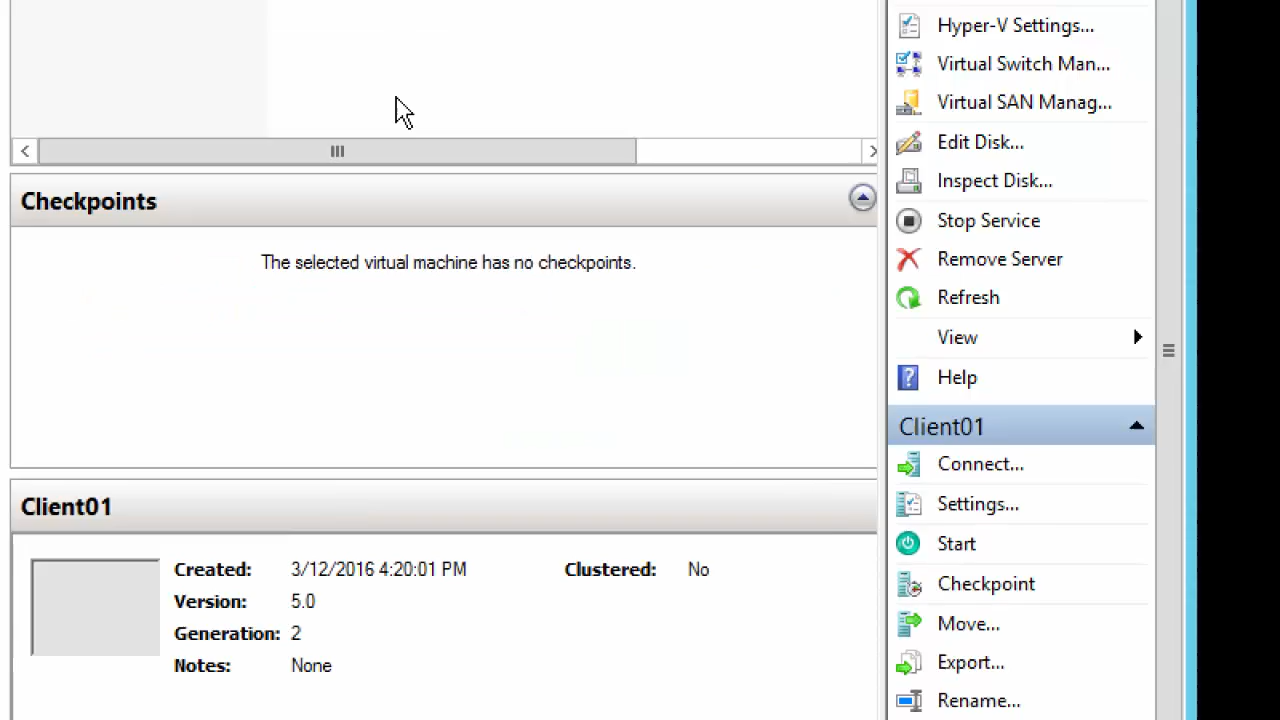 Checkpoints
The selected virtual machine has no checkpoints.
Client01
Created: 3/12/2016 4:20:01 PM Clustered: No
Version: 5.0
Generation: 2
Notes: None
Hyper-V Settings...
Virtual Switch Man...
Virtual SAN Manag...
Edit Disk...
Inspect Disk...
Stop Service
Remove Server
Refresh
View
Help
Client01
Connect...
Settings...
Start
Checkpoint
Move...
Export...
Rename...